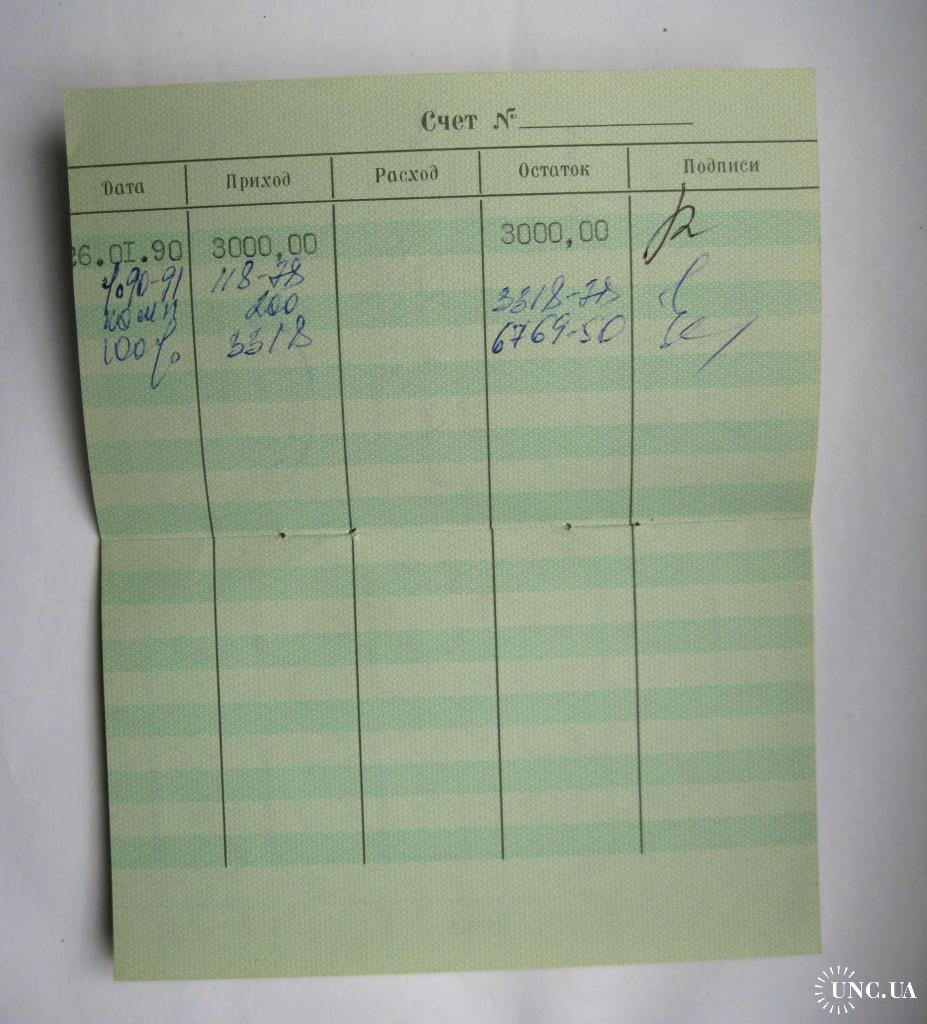 Счет №
Дата Приход Расход Остаток Подписи
26.01.90 3000,00 3000,00
%90-91 118-78
комп 200 3318-78
100% 3318 6769-50
UNC.UA